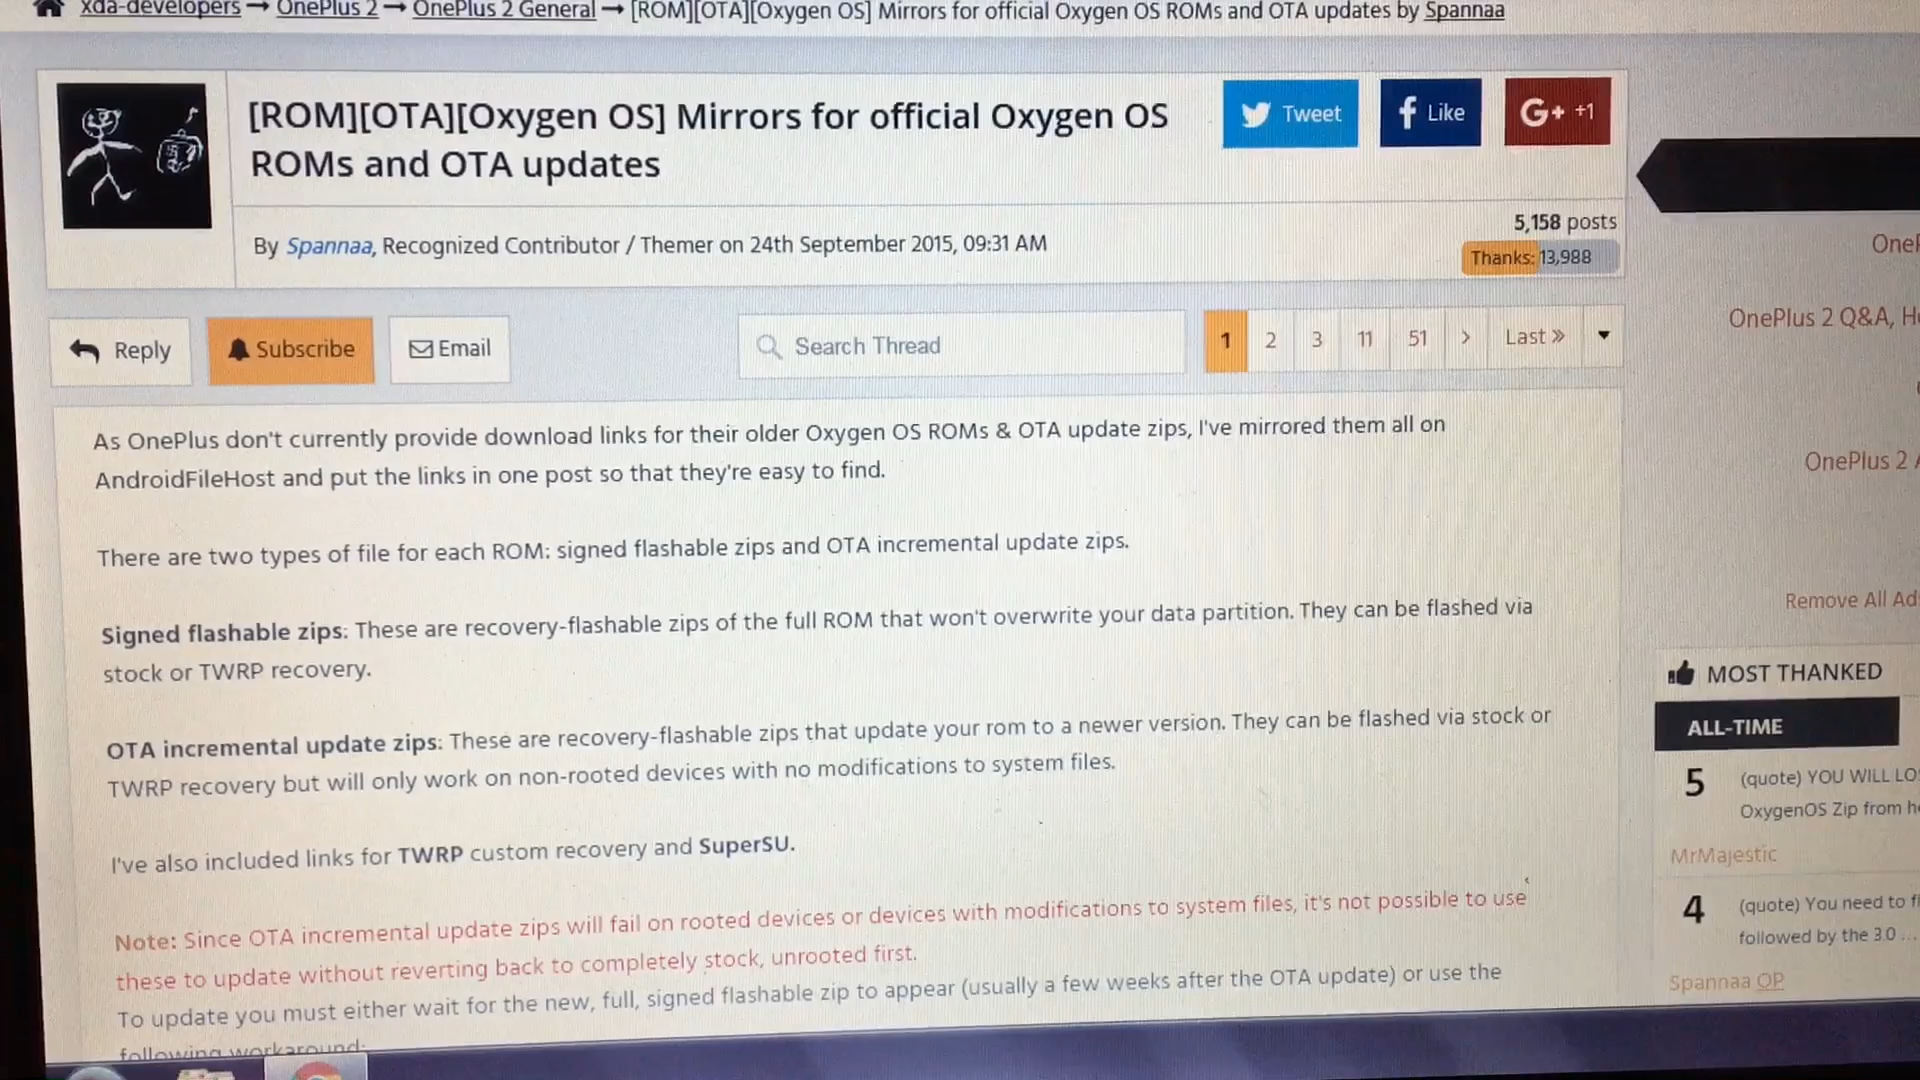 xda-developers → OnePlus 2 → OnePlus 2 General → [ROM][OTA][Oxygen OS] Mirrors for official Oxygen OS ROMs and OTA updates by Spannaa
[ROM][OTA][Oxygen OS] Mirrors for official Oxygen OS
ROMs and OTA updates
Tweet
Like
G+ +1
By Spannaa, Recognized Contributor / Themer on 24th September 2015, 09:31 AM
5,158 posts
Thanks: 13,988
Reply
Subscribe
Email
Search Thread
1 2 3 11 51 > Last »
As OnePlus don't currently provide download links for their older Oxygen OS ROMs & OTA update zips, I've mirrored them all on
AndroidFileHost and put the links in one post so that they're easy to find.
There are two types of file for each ROM: signed flashable zips and OTA incremental update zips.
Signed flashable zips: These are recovery-flashable zips of the full ROM that won't overwrite your data partition. They can be flashed via
stock or TWRP recovery.
OTA incremental update zips: These are recovery-flashable zips that update your rom to a newer version. They can be flashed via stock or
TWRP recovery but will only work on non-rooted devices with no modifications to system files.
I've also included links for TWRP custom recovery and SuperSU.
Note: Since OTA incremental update zips will fail on rooted devices or devices with modifications to system files, it's not possible to use
these to update without reverting back to completely stock, unrooted first.
To update you must either wait for the new, full, signed flashable zip to appear (usually a few weeks after the OTA update) or use the
following workaround:
OnePlus 2 Q&A,
OnePlus 2
Remove All
MOST THANKED
ALL-TIME
5
(quote) YOU WILL
OxygenOS Zip from
MrMajestic
4
(quote) You need to
followed by the 3.0 ...
Spannaa OP